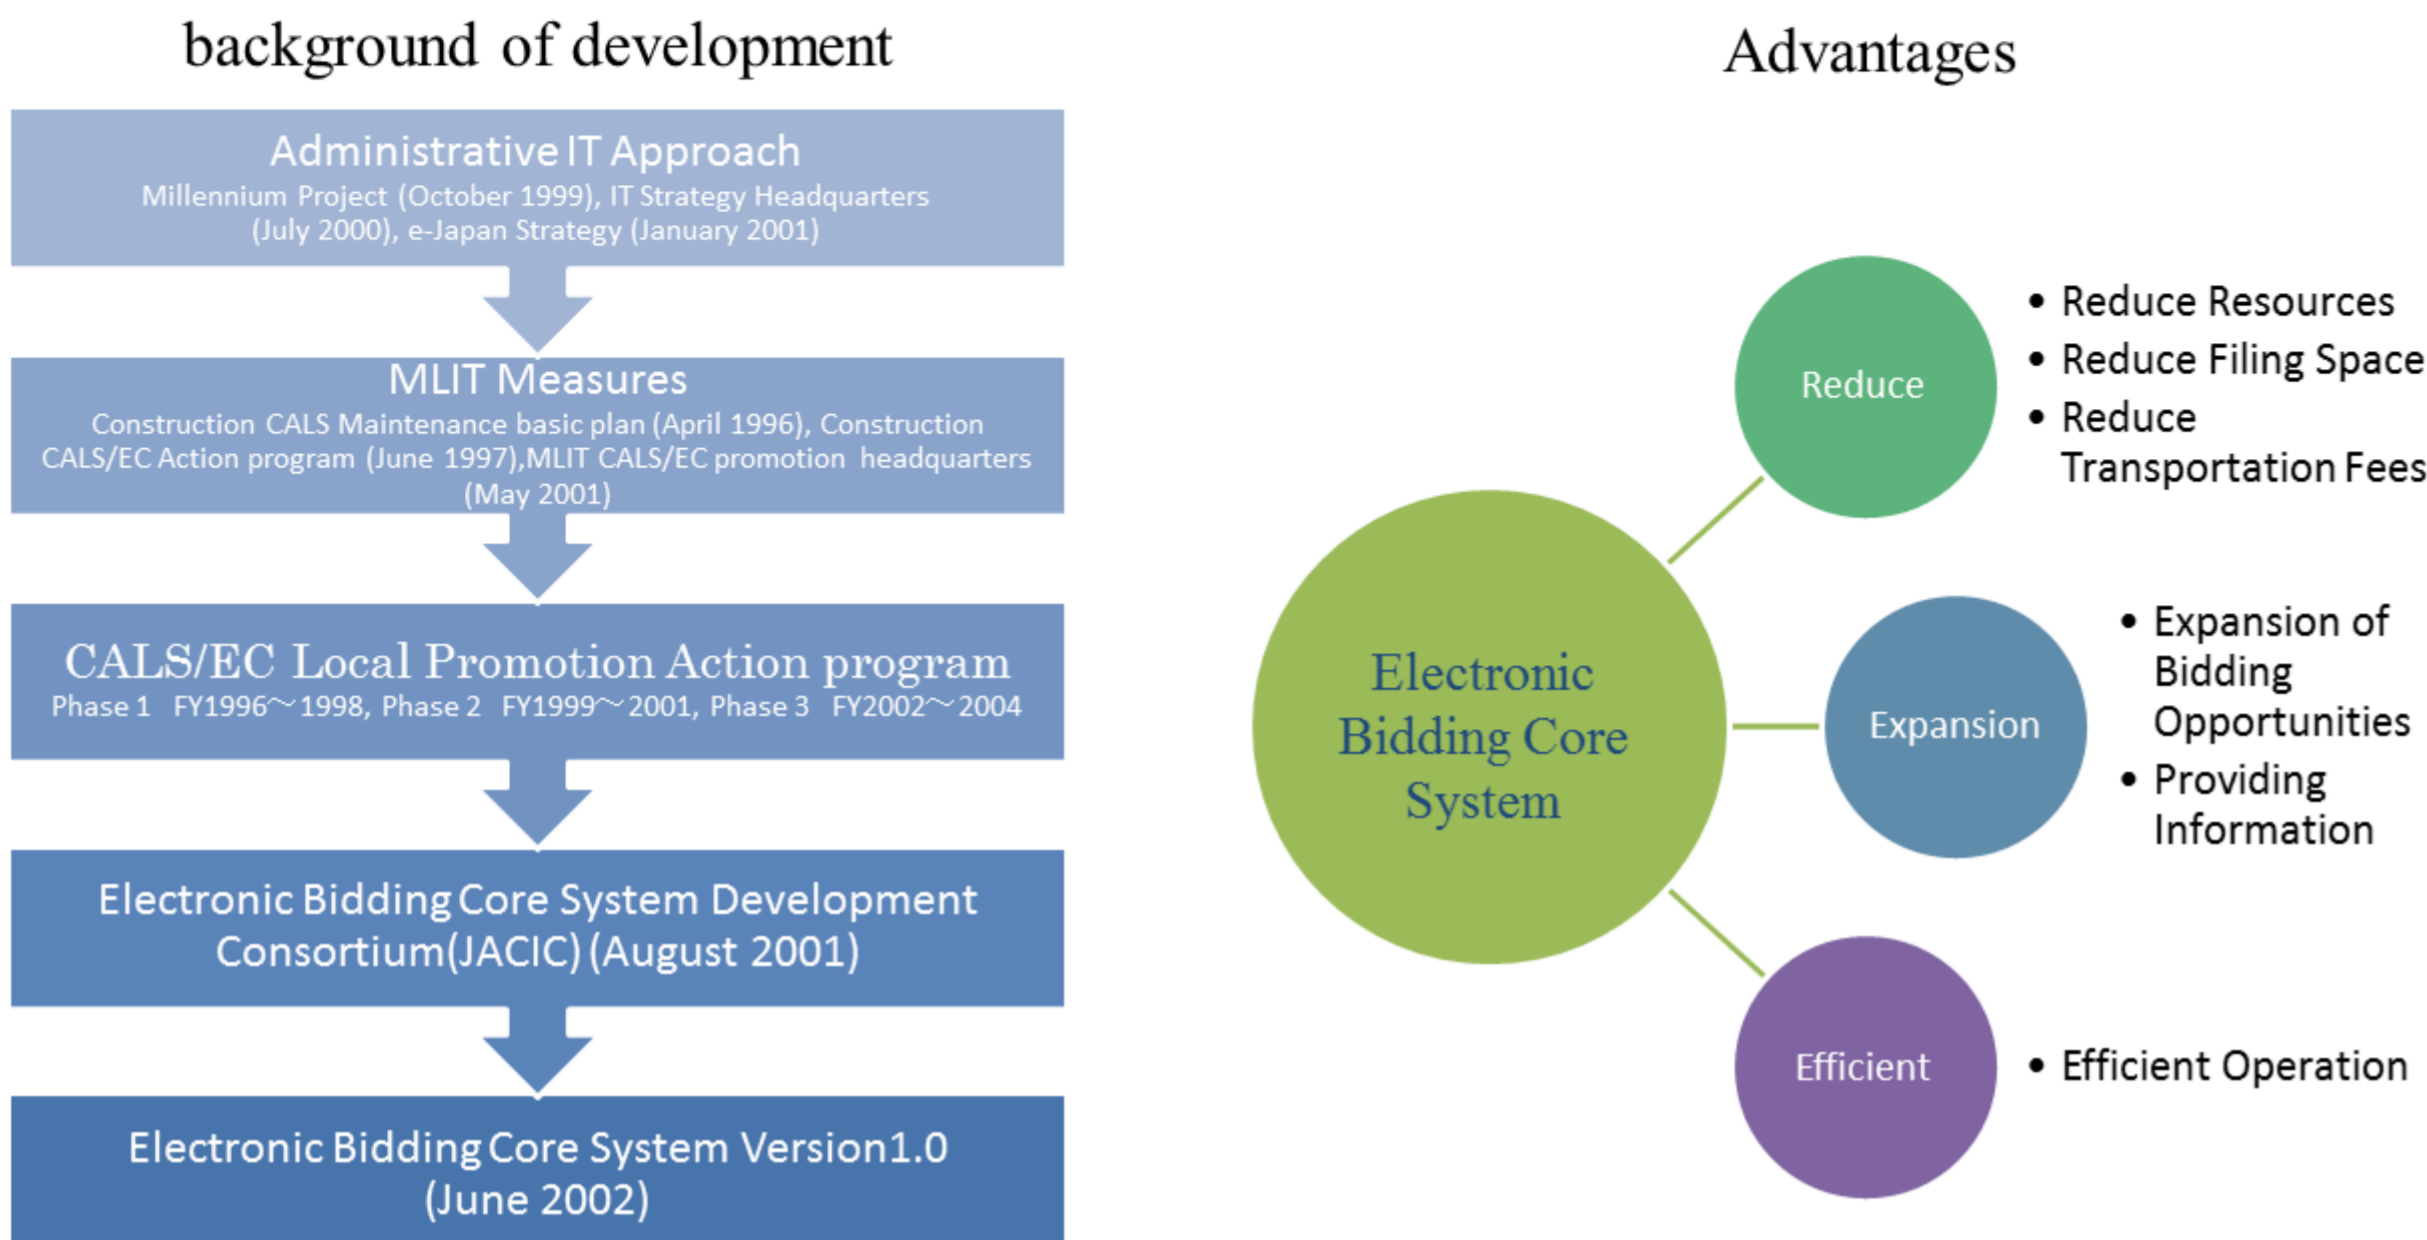 background of development
Administrative IT Approach
Millennium Project (October 1999), IT Strategy Headquarters
(July 2000), e-Japan Strategy (January 2001)
MLIT Measures
Construction CALS Maintenance basic plan (April 1996), Construction
CALS/EC Action program (June 1997),MLIT CALS/EC promotion headquarters
(May 2001)
CALS/EC Local Promotion Action program
Phase 1 FY1996～1998, Phase 2 FY1999～2001, Phase 3 FY2002～2004
Electronic Bidding Core System Development
Consortium(JACIC) (August 2001)
Electronic Bidding Core System Version1.0
(June 2002)
Advantages
Electronic
Bidding Core
System
Reduce
• Reduce Resources
• Reduce Filing Space
• Reduce
Transportation Fees
Expansion
• Expansion of
Bidding
Opportunities
• Providing
Information
Efficient
• Efficient Operation